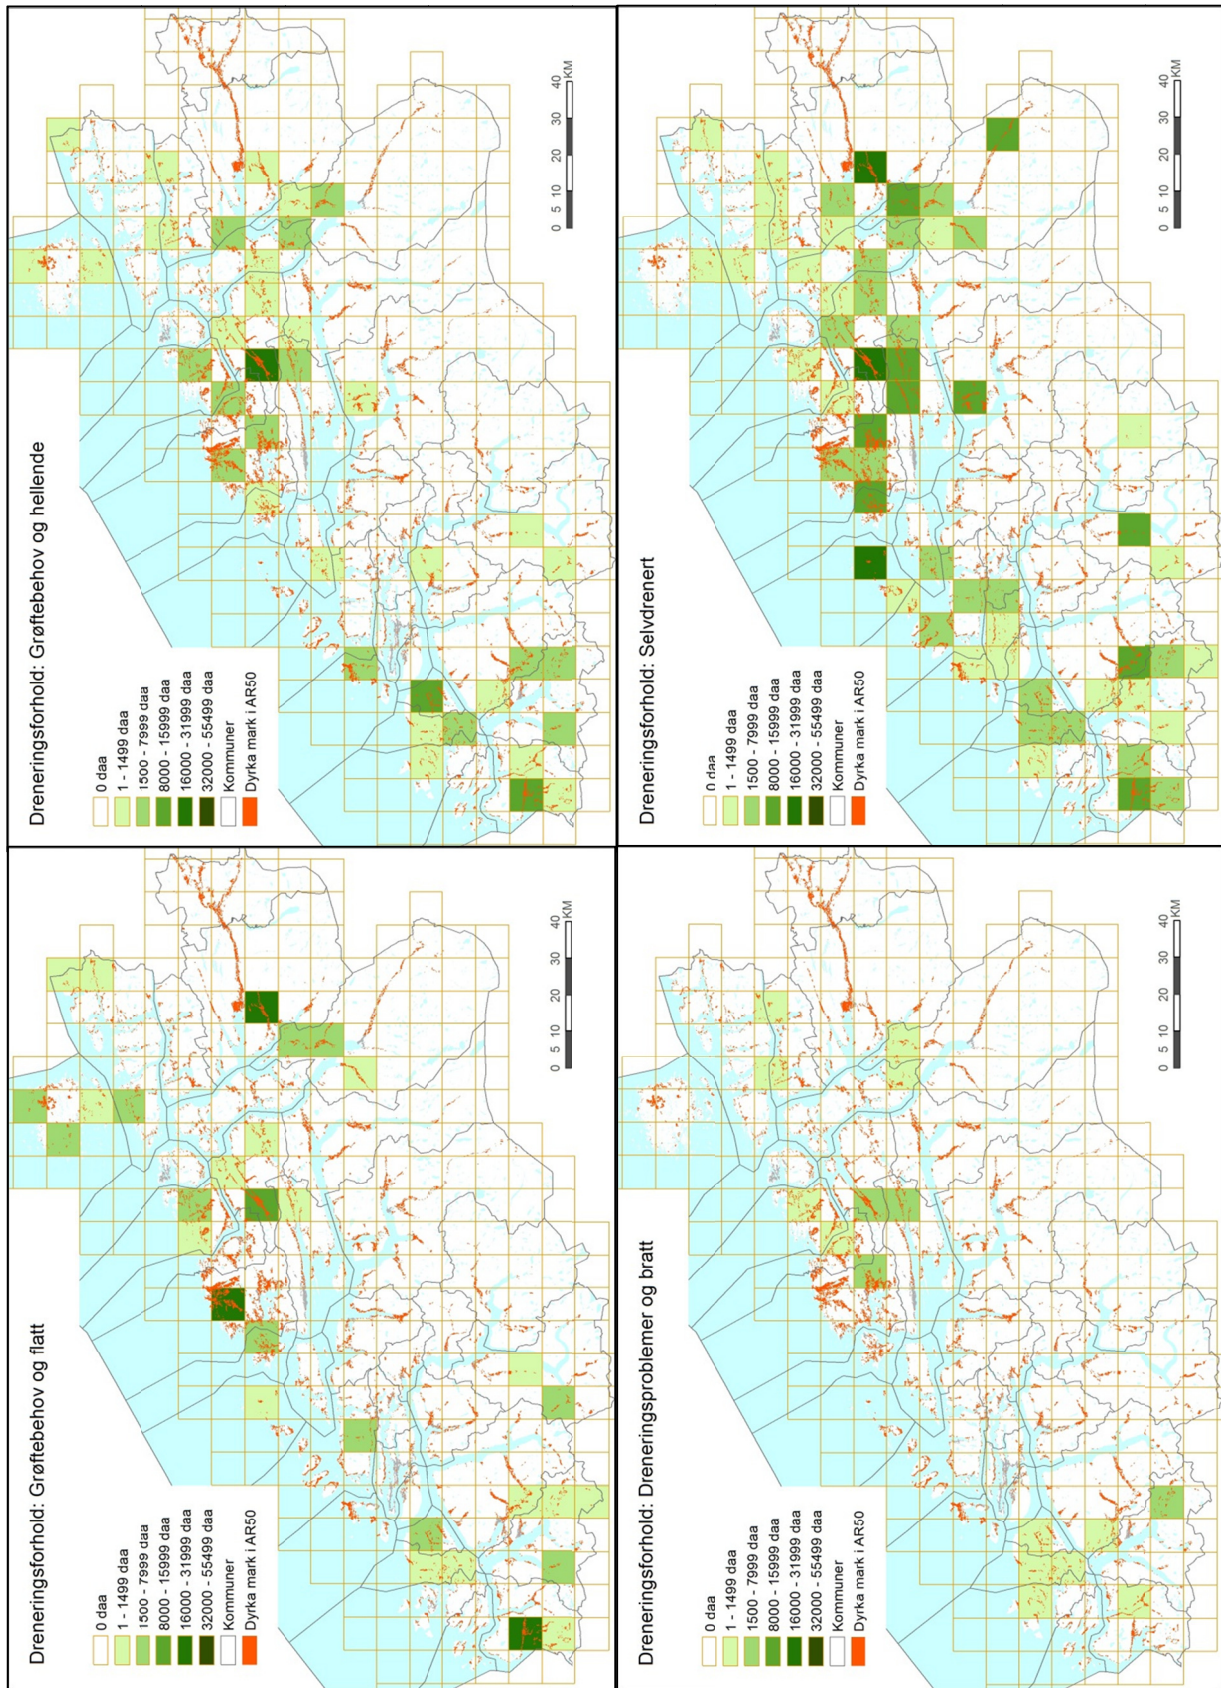 Dreneringsforhold: Grøftebehov og flatt
0 daa
1 - 1499 daa
1500 - 7999 daa
8000 - 15999 daa
16000 - 31999 daa
32000 - 55499 daa
Kommuner
Dyrka mark i AR50
0 5 10 20 30 40
KM
Dreneringsforhold: Grøftebehov og hellende
0 daa
1 - 1499 daa
1500 - 7999 daa
8000 - 15999 daa
16000 - 31999 daa
32000 - 55499 daa
Kommuner
Dyrka mark i AR50
0 5 10 20 30 40
KM
Dreneringsforhold: Dreneringsproblemer og bratt
0 daa
1 - 1499 daa
1500 - 7999 daa
8000 - 15999 daa
16000 - 31999 daa
32000 - 55499 daa
Kommuner
Dyrka mark i AR50
0 5 10 20 30 40
KM
Dreneringsforhold: Selvdrenert
0 daa
1 - 1499 daa
1500 - 7999 daa
8000 - 15999 daa
16000 - 31999 daa
32000 - 55499 daa
Kommuner
Dyrka mark i AR50
0 5 10 20 30 40
KM